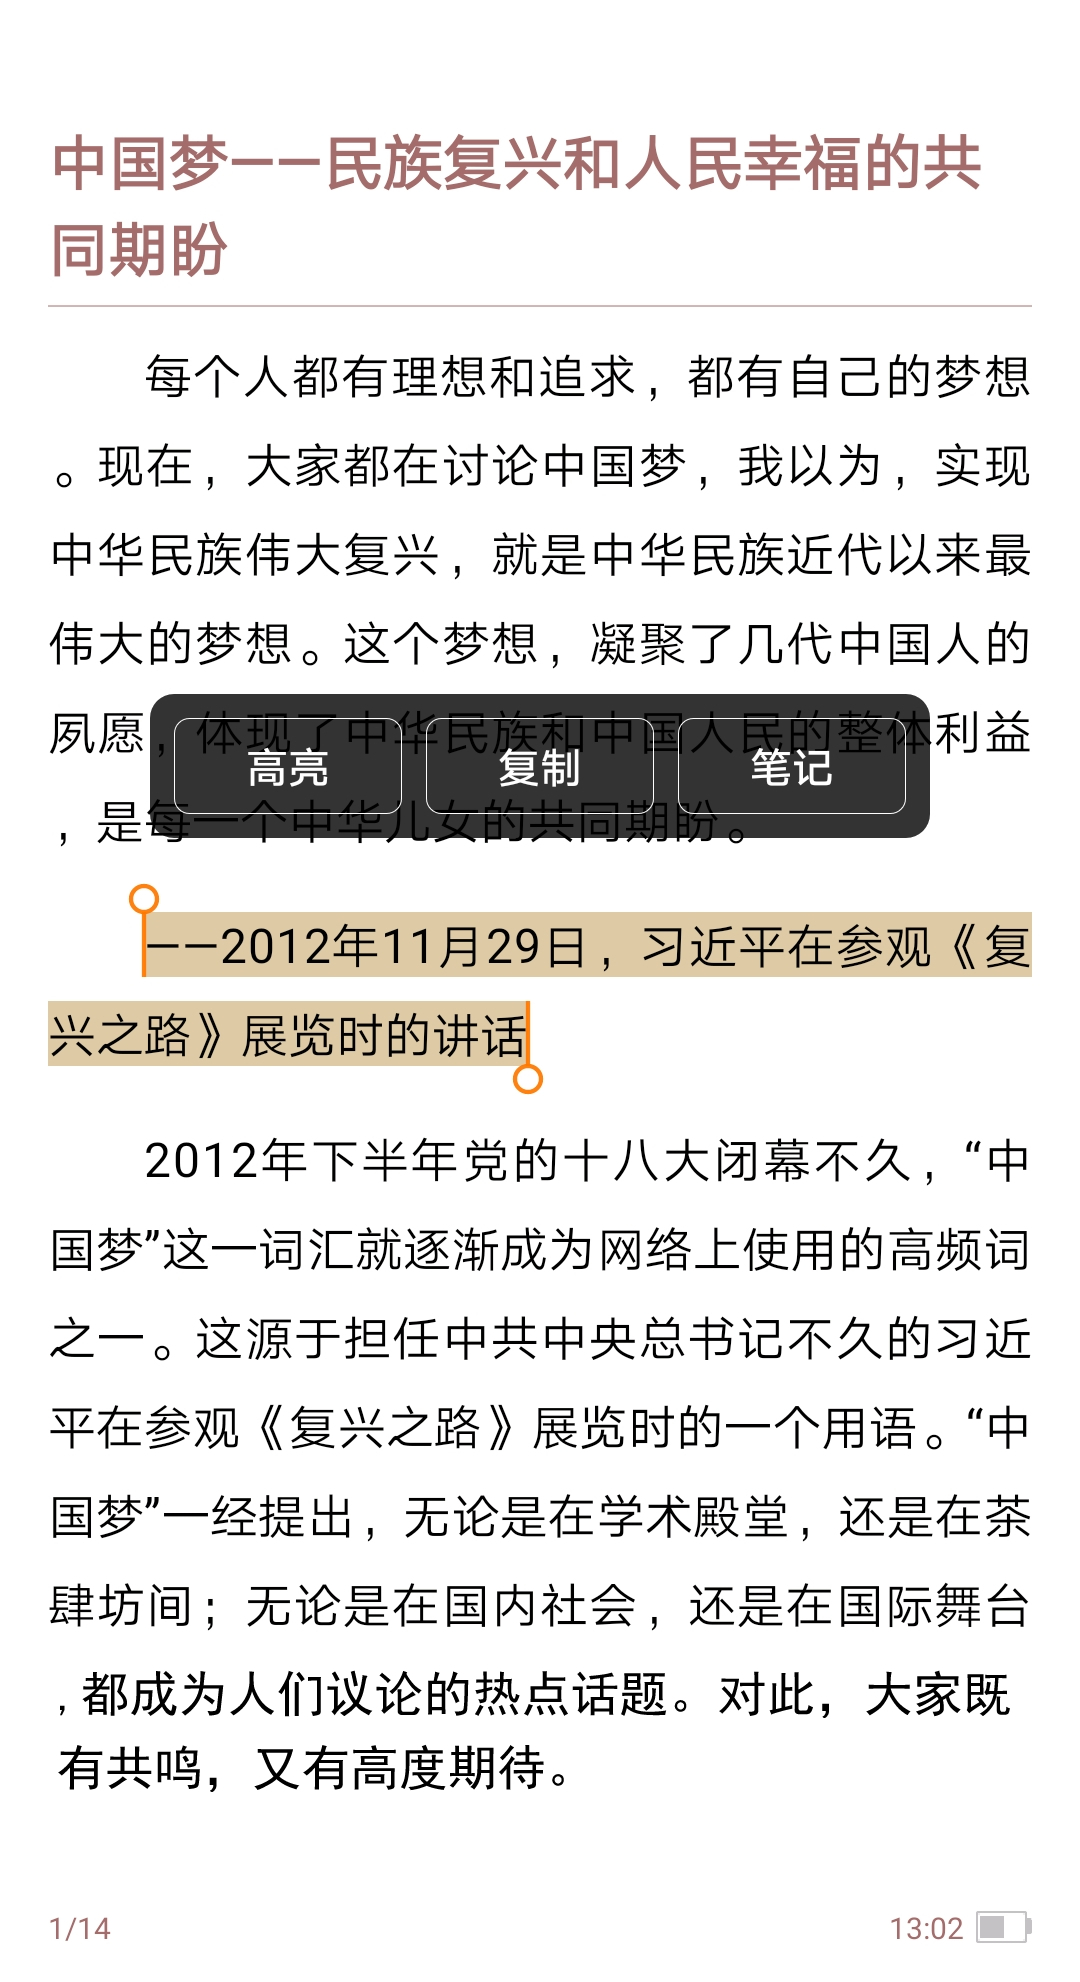 中国梦——民族复兴和人民幸福的共
同期盼
每个人都有理想和追求，都有自己的梦想
。现在，大家都在讨论中国梦，我以为，实现
中华民族伟大复兴，就是中华民族近代以来最
伟大的梦想。这个梦想，凝聚了几代中国人的
夙愿，体现了中华民族和中国人民的整体利益
高亮 复制 笔记
，是每一个中华儿女的共同期盼。
——2012年11月29日，习近平在参观《复
兴之路》展览时的讲话
2012年下半年党的十八大闭幕不久，“中
国梦”这一词汇就逐渐成为网络上使用的高频词
之一。这源于担任中共中央总书记不久的习近
平在参观《复兴之路》展览时的一个用语。“中
国梦”一经提出，无论是在学术殿堂，还是在茶
肆坊间；无论是在国内社会，还是在国际舞台
，都成为人们议论的热点话题。对此，大家既
有共鸣，又有高度期待。
1/14 13:02